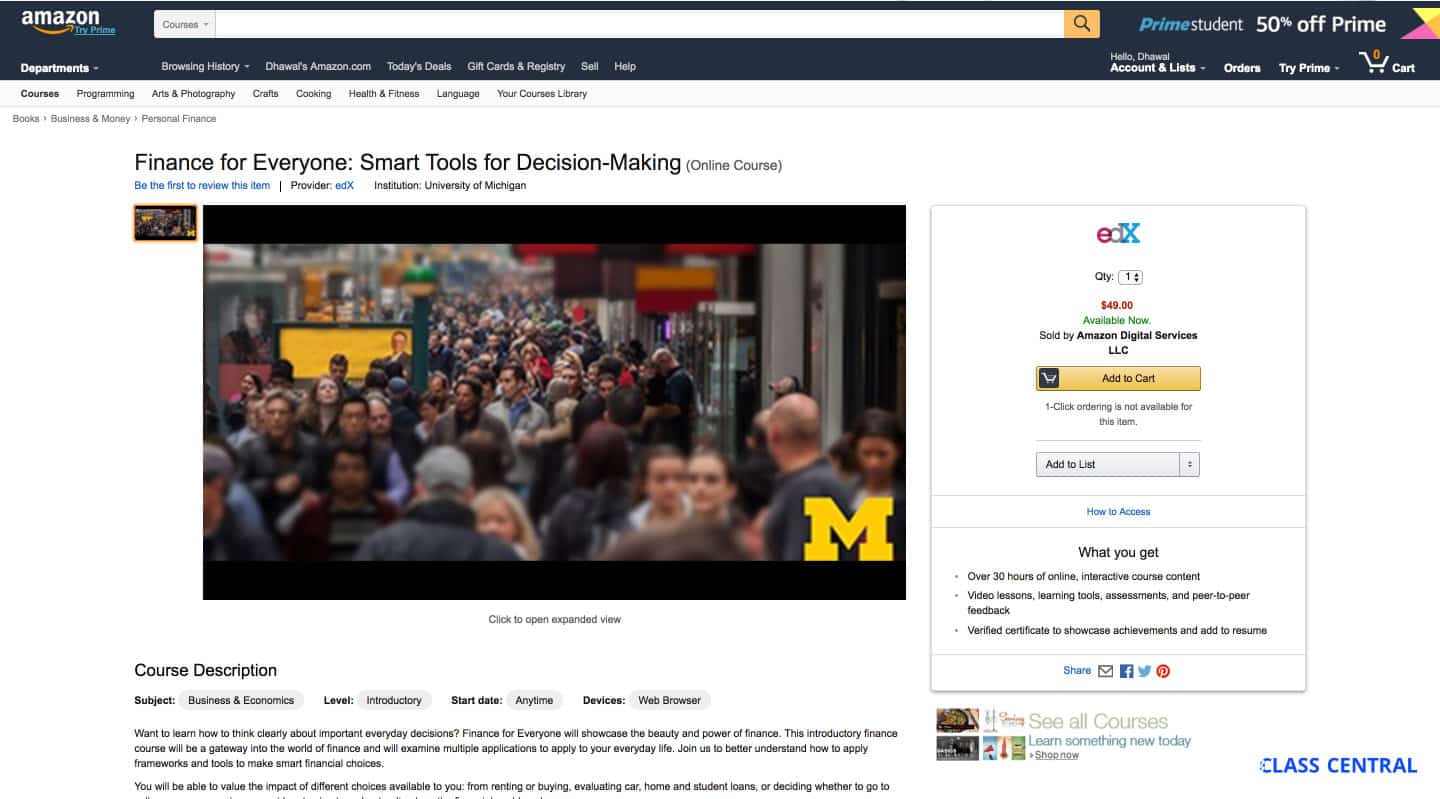 amazon
Try Prime
Courses
Primestudent 50% off Prime
Departments
Browsing History
Dhawal's Amazon.com
Today's Deals
Gift Cards & Registry
Sell
Help
Hello, Dhawal
Account & Lists
Orders
Try Prime
0
Cart
Courses
Programming
Arts & Photography
Crafts
Cooking
Health & Fitness
Language
Your Courses Library
Books › Business & Money › Personal Finance
Finance for Everyone: Smart Tools for Decision-Making (Online Course)
Be the first to review this item | Provider: edX Institution: University of Michigan
M
Click to open expanded view
edX
Qty: 1
$49.00
Available Now.
Sold by Amazon Digital Services
LLC
Add to Cart
1-Click ordering is not available for
this item.
Add to List
How to Access
What you get
• Over 30 hours of online, interactive course content
• Video lessons, learning tools, assessments, and peer-to-peer
feedback
• Verified certificate to showcase achievements and add to resume
Share
See all Courses
Learn something new today
› Shop now
CLASS CENTRAL
Course Description
Subject: Business & Economics Level: Introductory Start date: Anytime Devices: Web Browser
Want to learn how to think clearly about important everyday decisions? Finance for Everyone will showcase the beauty and power of finance. This introductory finance
course will be a gateway into the world of finance and will examine multiple applications to apply to your everyday life. Join us to better understand how to apply
frameworks and tools to make smart financial choices.
You will be able to value the impact of different choices available to you: from renting or buying, evaluating car, home and student loans, or deciding whether to go to